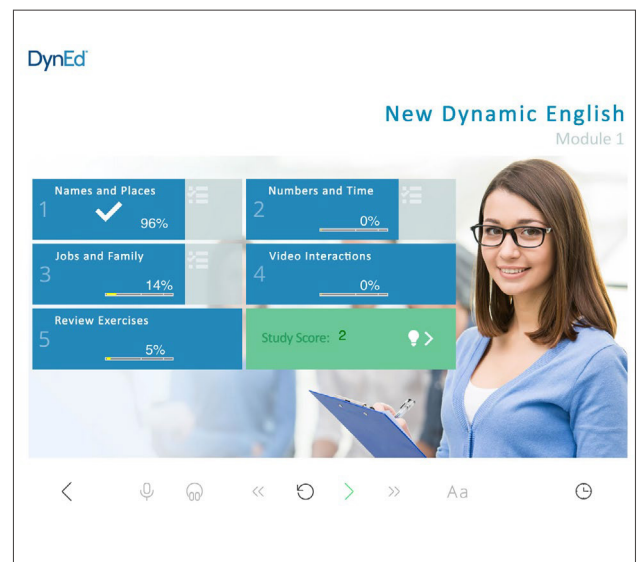 DynEd
New Dynamic English
Module 1
Names and Places
1
96%
Numbers and Time
2
0%
Jobs and Family
3
14%
Video Interactions
4
0%
Review Exercises
5
5%
Study Score: 2
Aa